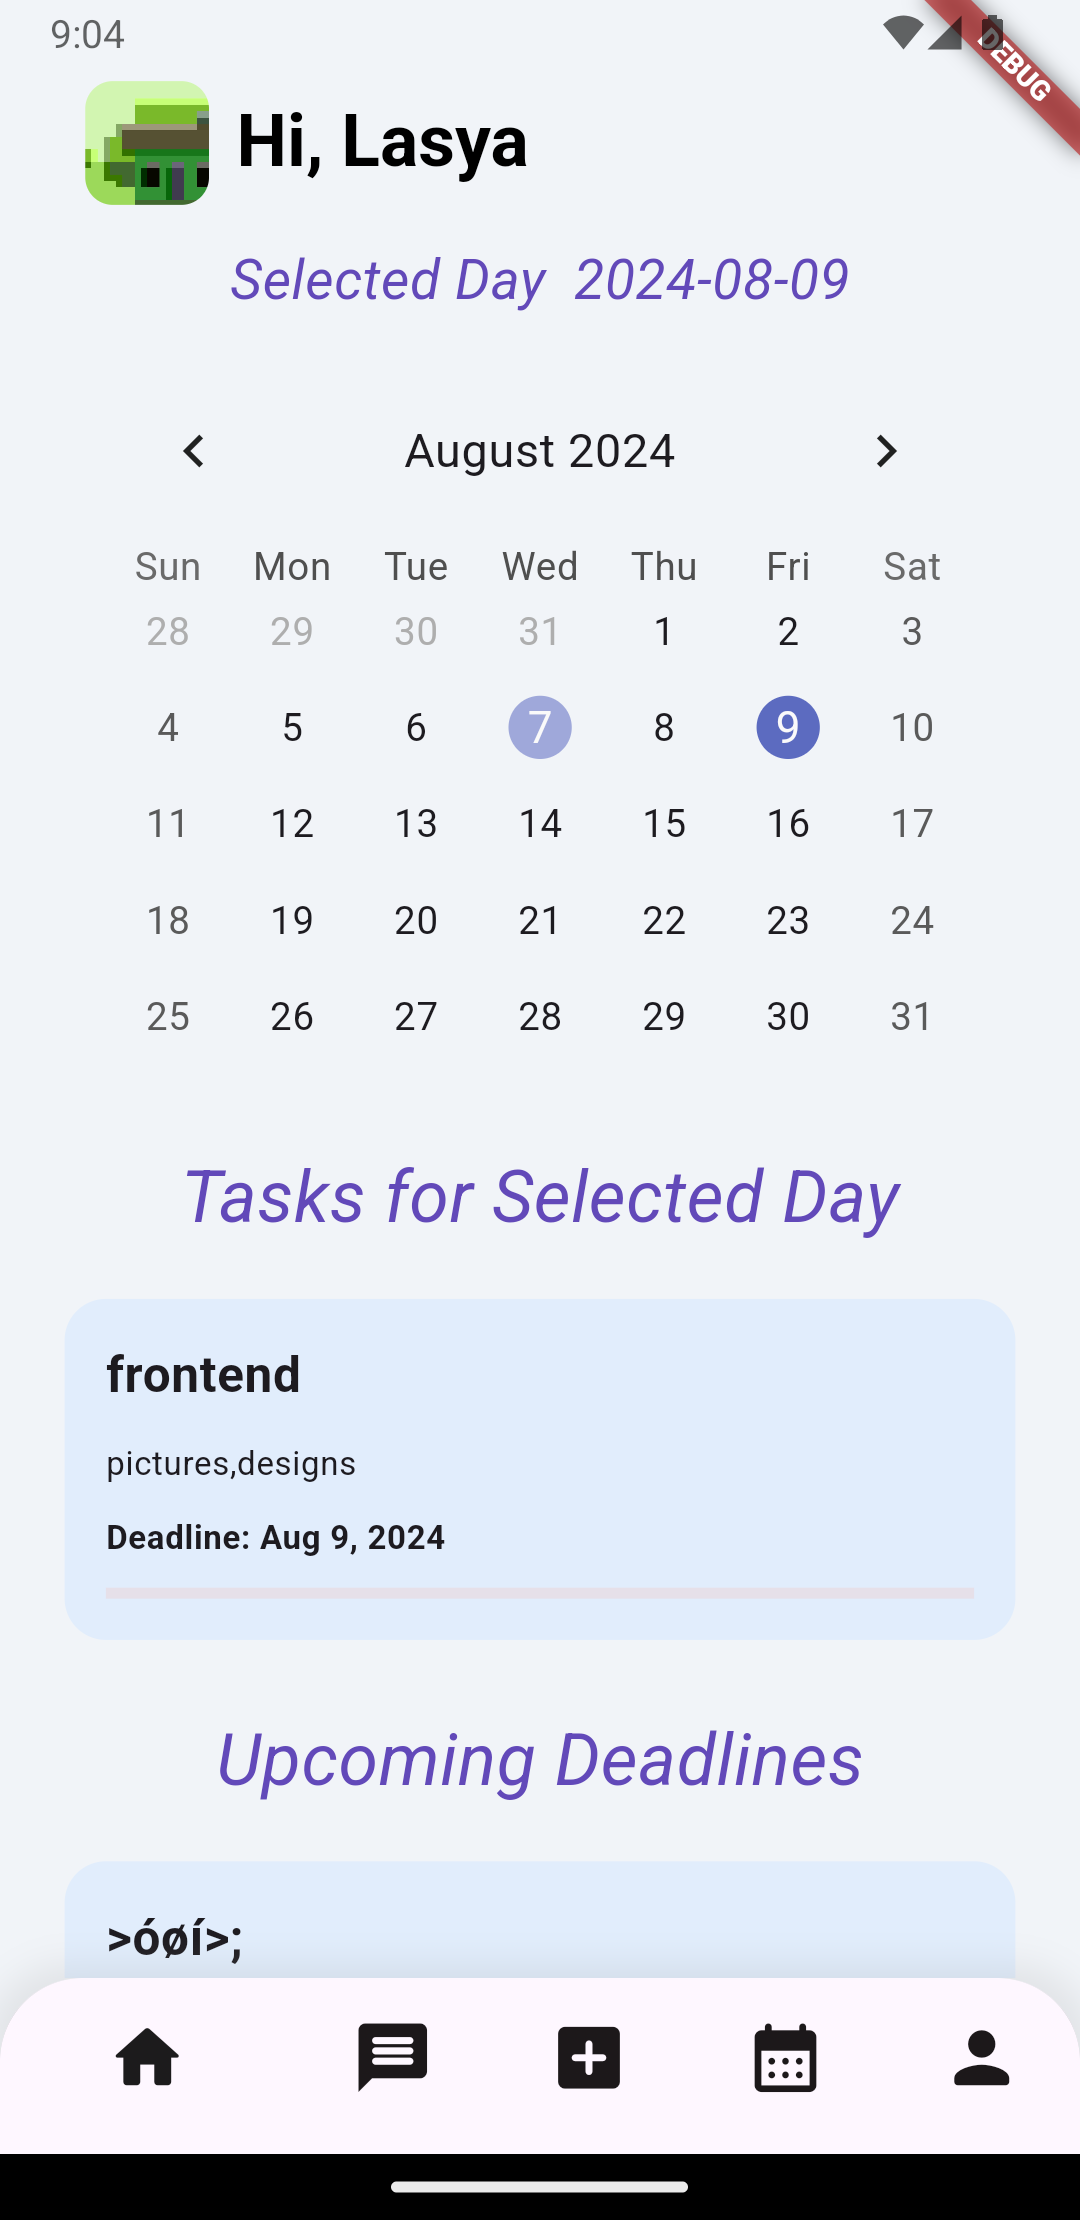 9:04
DEBUG
Hi, Lasya
Selected Day  2024-08-09
August 2024
Sun Mon Tue Wed Thu Fri Sat
28 29 30 31 1 2 3
4 5 6 7 8 9 10
11 12 13 14 15 16 17
18 19 20 21 22 23 24
25 26 27 28 29 30 31
Tasks for Selected Day
frontend
pictures,designs
Deadline: Aug 9, 2024
Upcoming Deadlines
>óøí>;